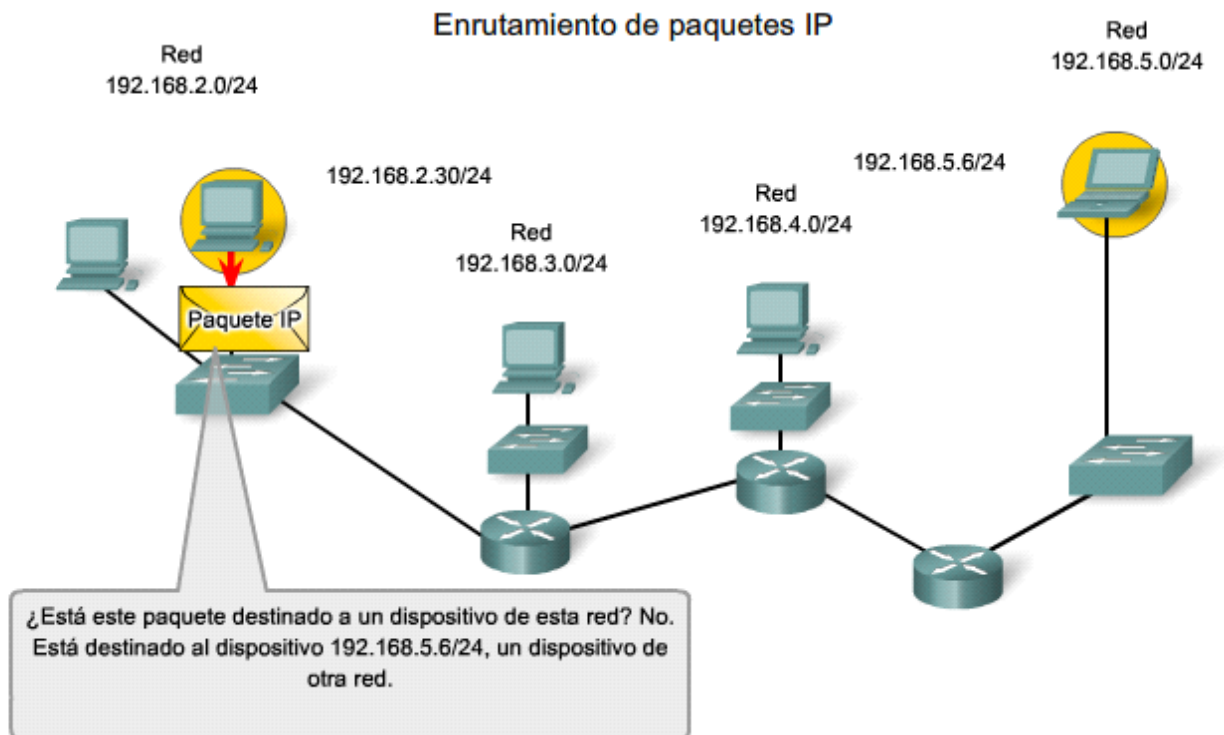 Enrutamiento de paquetes IP
Red
192.168.2.0/24
Red
192.168.5.0/24
192.168.2.30/24
192.168.5.6/24
Red
192.168.3.0/24
Red
192.168.4.0/24
Paquete IP
¿Está este paquete destinado a un dispositivo de esta red? No.
Está destinado al dispositivo 192.168.5.6/24, un dispositivo de
otra red.